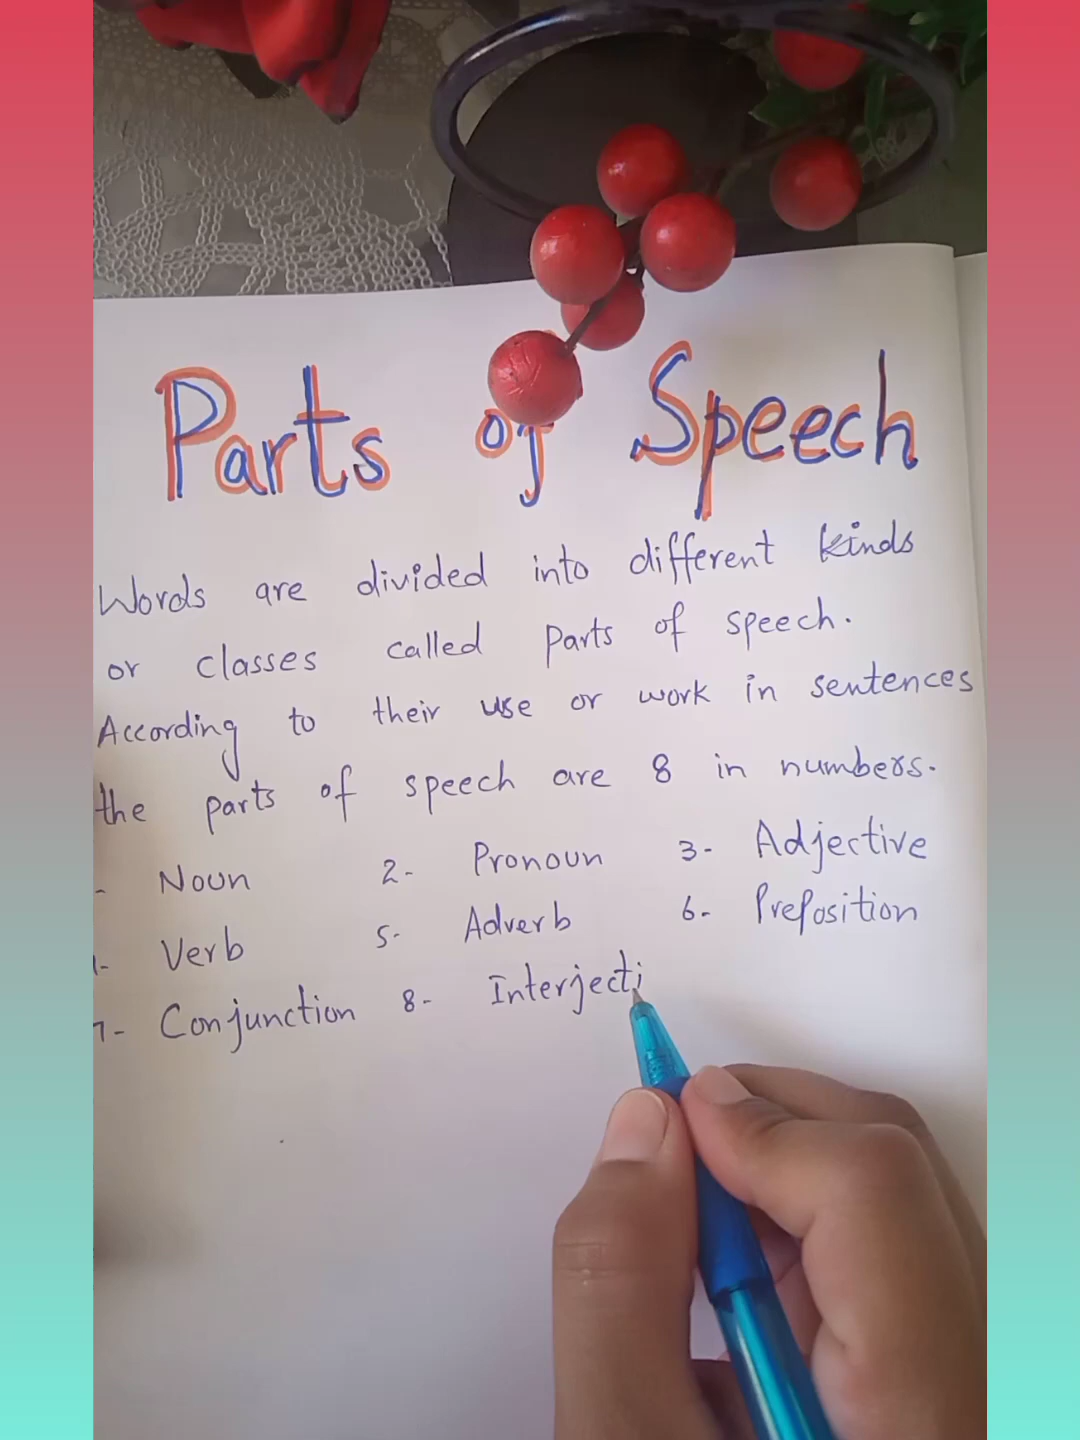 Parts of Speech
Words are divided into different kinds
or classes called parts of speech.
According to their use or work in sentences
the parts of speech are 8 in numbers.
- Noun 2- Pronoun 3- Adjective
- Verb 5- Adverb 6- Preposition
7- Conjunction 8- Interjecti